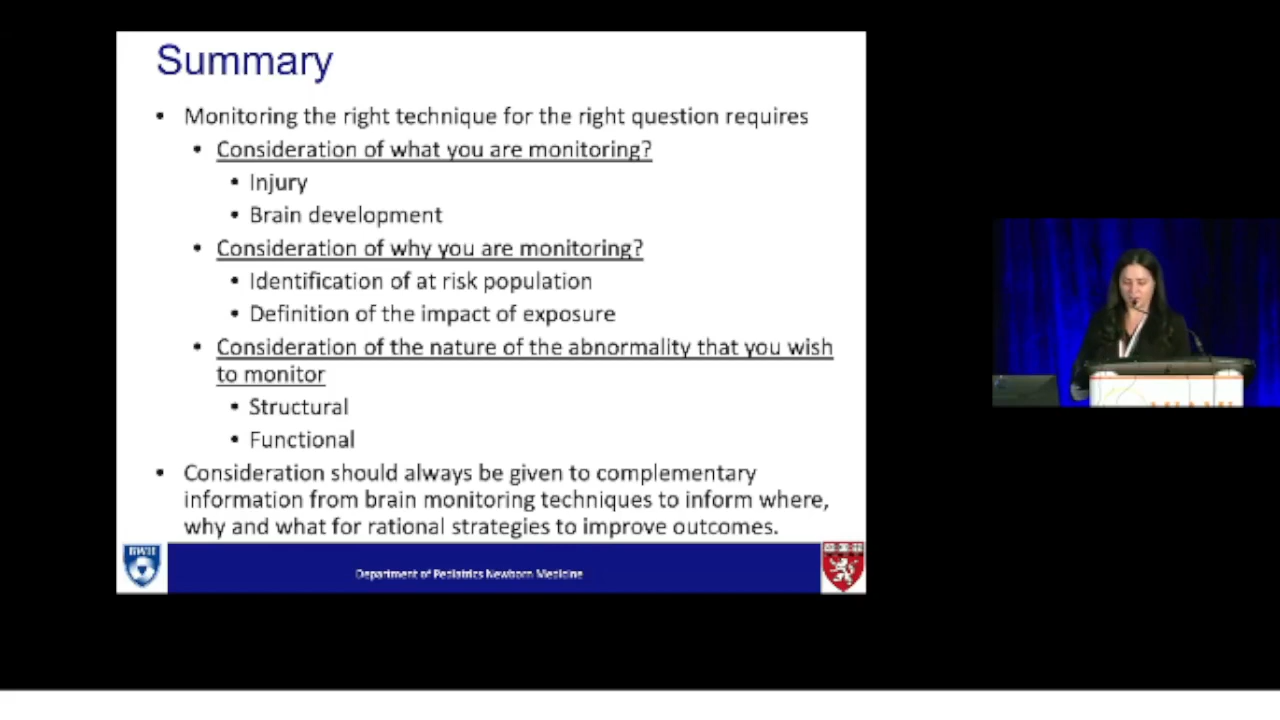 Summary
• Monitoring the right technique for the right question requires
• Consideration of what you are monitoring?
• Injury
• Brain development
• Consideration of why you are monitoring?
• Identification of at risk population
• Definition of the impact of exposure
• Consideration of the nature of the abnormality that you wish
to monitor
• Structural
• Functional
• Consideration should always be given to complementary
information from brain monitoring techniques to inform where,
why and what for rational strategies to improve outcomes.
BWH
Department of Pediatrics Newborn Medicine
MIAMI